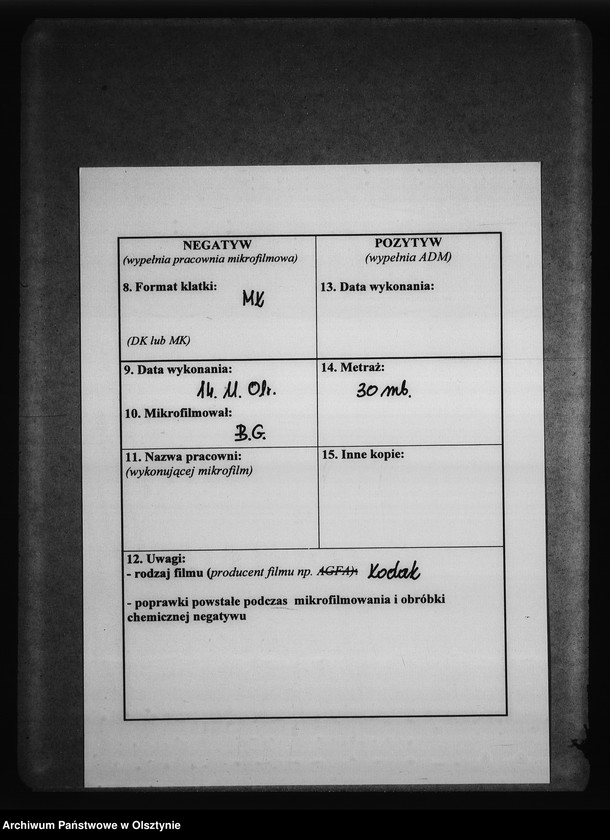 NEGATYW
(wypełnia pracownia mikrofilmowa)
8. Format klatki:
MK
(DK lub MK)
POZYTYW
(wypełnia ADM)
13. Data wykonania:
9. Data wykonania:
14. 11. 01r.
10. Mikrofilmował:
B.G.
14. Metraż:
30 mb.
11. Nazwa pracowni:
(wykonującej mikrofilm)
15. Inne kopie:
12. Uwagi:
- rodzaj filmu (producent filmu np. AGFA) Kodak
- poprawki powstałe podczas mikrofilmowania i obróbki
chemicznej negatywu
Archiwum Państwowe w Olsztynie